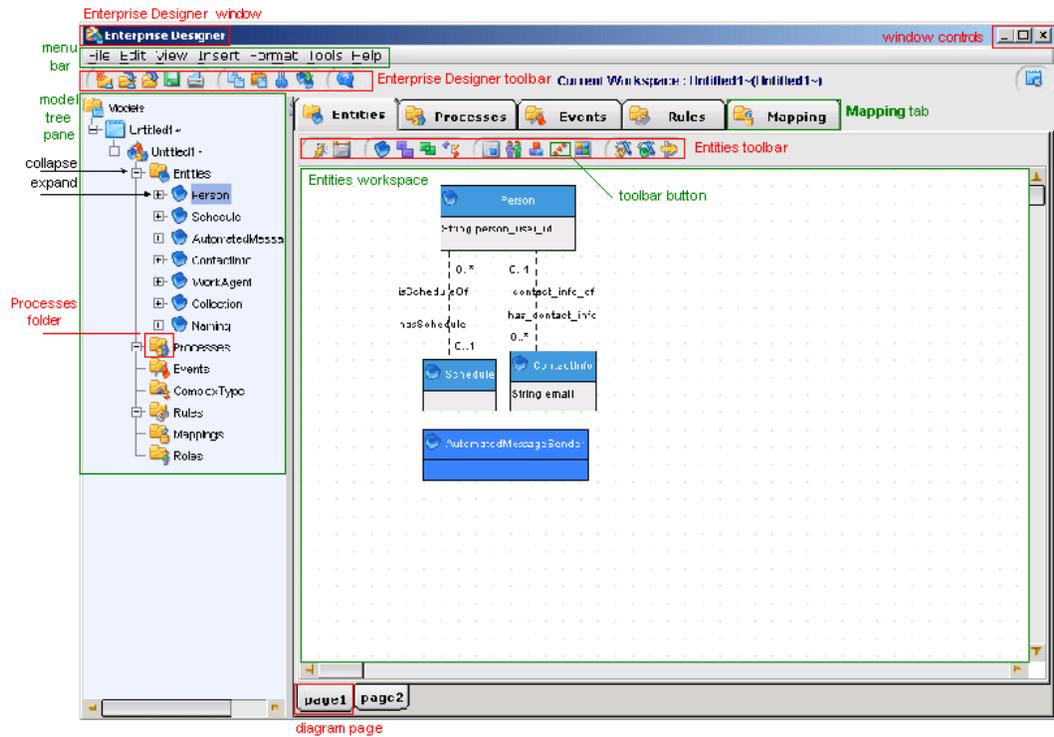 Enterprise Designer window
Enterprise Designer
window controls
menu bar
File Edit View Insert Format Tools Help
Enterprise Designer toolbar
Current Workspace : Untitled1~(Untitled1~)
model tree pane
Models
Untitled1 ~
Untitled1 ~
collapse
Entities
expand
Person
Schedule
AutomatedMessa
ContactInfo
WorkAgent
Collection
Naming
Processes folder
Processes
Events
ComplexType
Rules
Mappings
Roles
Entities
Processes
Events
Rules
Mapping
Mapping tab
Entities toolbar
Entities workspace
toolbar button
Person
String person_user_id
0..*
0..1
isScheduleOf
contact_info_of
hasSchedule
has_contact_info
0..1
0..*
Schedule
ContactInfo
String email
AutomatedMessageSender
page1
page2
diagram page